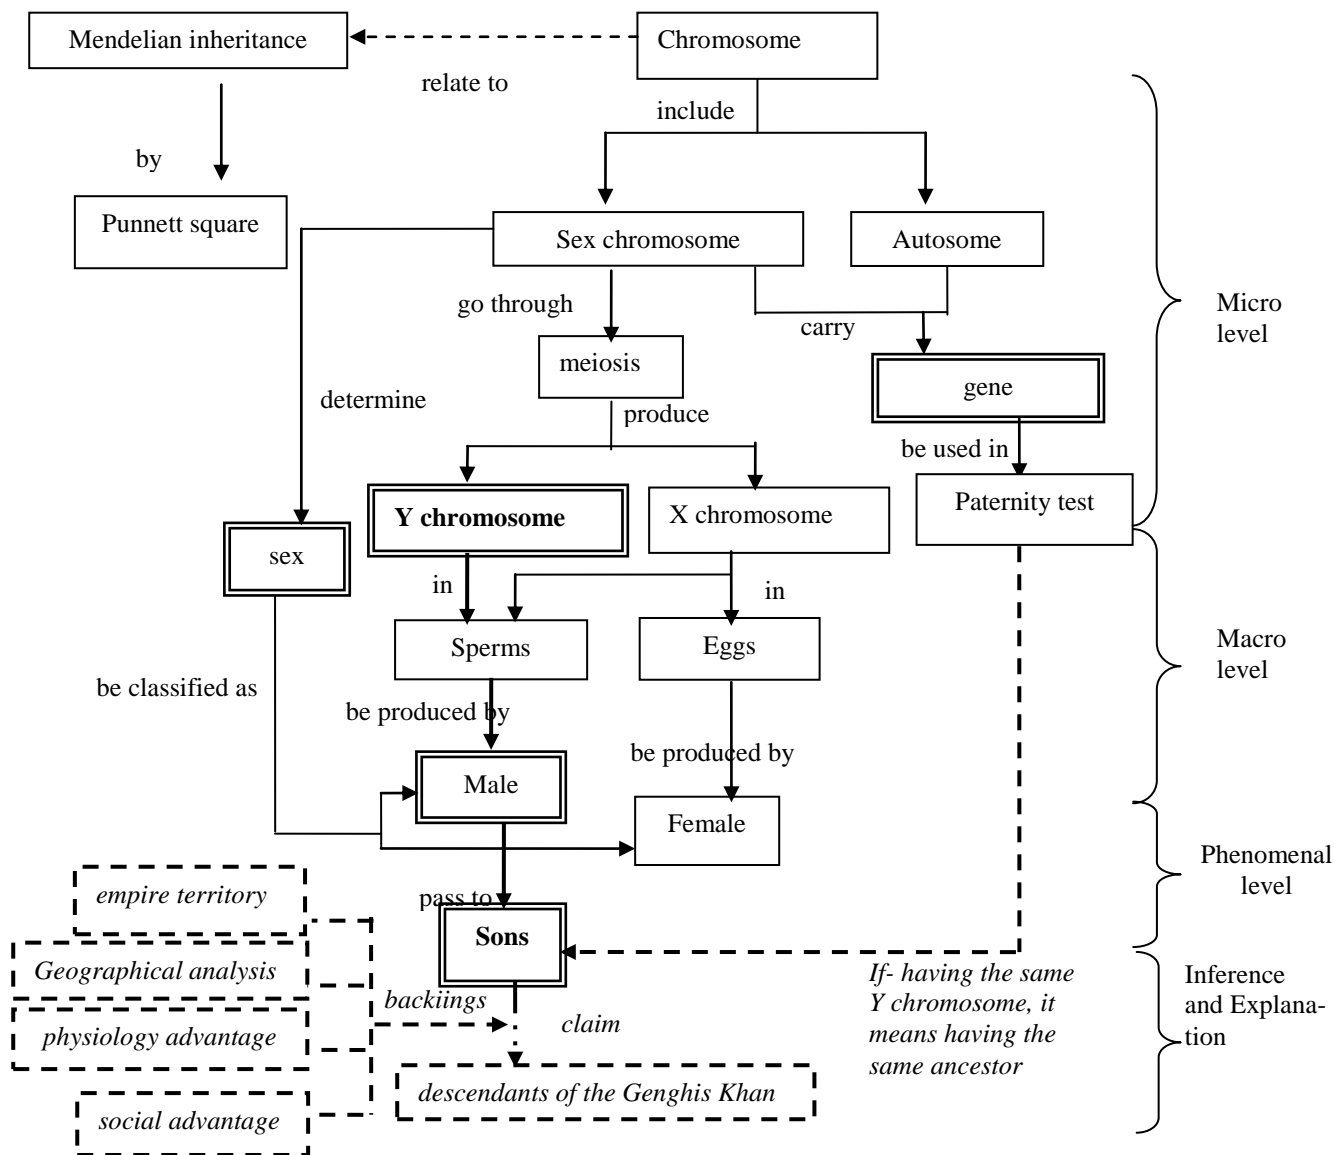 Mendelian inheritance
Chromosome
relate to
include
by
Punnett square
Sex chromosome
Autosome
Micro
level
go through
carry
meiosis
gene
determine
produce
be used in
Y chromosome
X chromosome
Paternity test
sex
in
in
Sperms
Eggs
Macro
level
be classified as
be produced by
be produced by
Male
Female
Phenomenal
level
pass to
empire territory
Sons
Geographical analysis
If- having the same
Y chromosome, it
means having the
same ancestor
Inference
and Explana-
tion
backiings
claim
physiology advantage
descendants of the Genghis Khan
social advantage